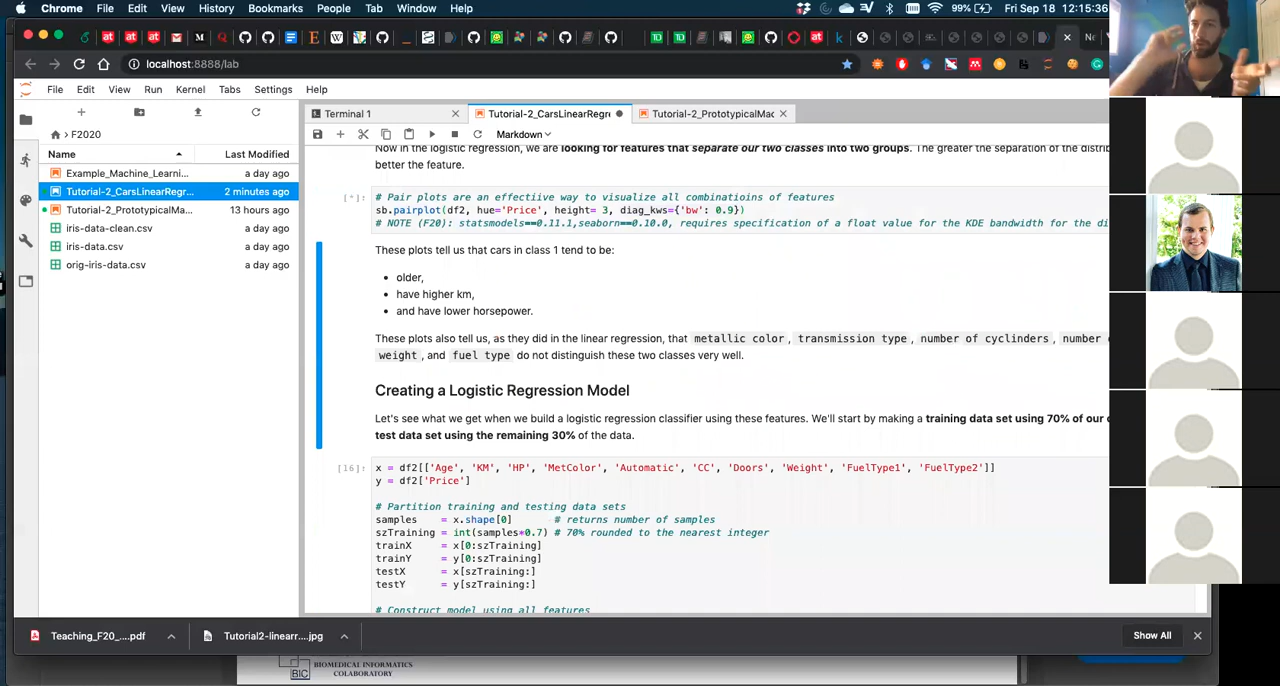 Chrome File Edit View History Bookmarks People Tab Window Help 99% Fri Sep 18 12:15:36
localhost:8888/lab
File Edit View Run Kernel Tabs Settings Help
Terminal 1 Tutorial-2_CarsLinearRegre Tutorial-2_PrototypicalMac
F2020
Markdown
Name Last Modified
Example_Machine_Learni... a day ago
Tutorial-2_CarsLinearRegr... 2 minutes ago
Tutorial-2_PrototypicalMa... 13 hours ago
iris-data-clean.csv a day ago
iris-data.csv a day ago
orig-iris-data.csv a day ago
Now in the logistic regression, we are looking for features that separate our two classes into two groups. The greater the separation of the distrib
better the feature.
[*]: # Pair plots are an effectiive way to visualize all combinatioins of features
sb.pairplot(df2, hue='Price', height= 3, diag_kws={'bw': 0.9})
# NOTE (F20): statsmodels==0.11.1,seaborn==0.10.0, requires specification of a float value for the KDE bandwidth for the di
These plots tell us that cars in class 1 tend to be:
• older,
• have higher km,
• and have lower horsepower.
These plots also tell us, as they did in the linear regression, that metallic color, transmission type, number of cyclinders, number
weight, and fuel type do not distinguish these two classes very well.
Creating a Logistic Regression Model
Let's see what we get when we build a logistic regression classifier using these features. We'll start by making a training data set using 70% of our
test data set using the remaining 30% of the data.
[16]: x = df2[['Age', 'KM', 'HP', 'MetColor', 'Automatic', 'CC', 'Doors', 'Weight', 'FuelType1', 'FuelType2']]
y = df2['Price']
# Partition training and testing data sets
samples = x.shape[0] # returns number of samples
szTraining = int(samples*0.7) # 70% rounded to the nearest integer
trainX = x[0:szTraining]
trainY = y[0:szTraining]
testX = x[szTraining:]
testY = y[szTraining:]
# Construct model using all features
Teaching_F20_....pdf Tutorial2-linearr....jpg Show All
BIC BIOMEDICAL INFORMATICS
COLABORATORY